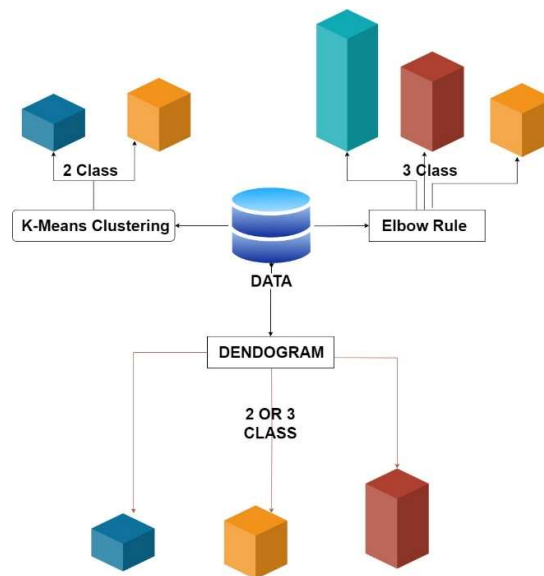 2 Class
3 Class
K-Means Clustering
Elbow Rule
DATA
DENDOGRAM
2 OR 3
CLASS